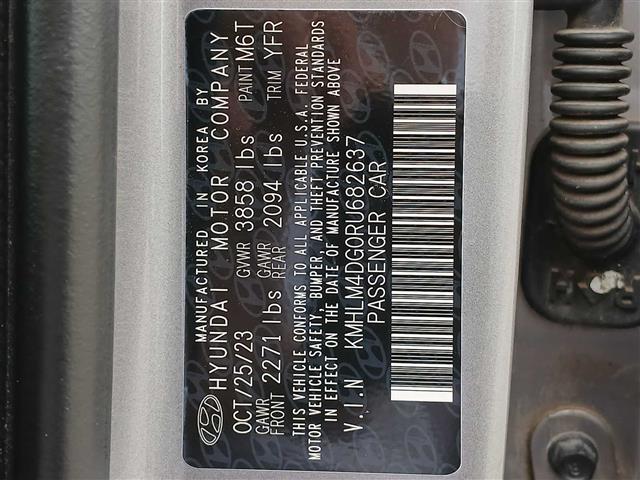 MANUFACTURED IN KOREA BY
HYUNDAI MOTOR COMPANY
OCT/25/23 GVWR 3858 lbs PAINT M6T
GAWR FRONT 2271 lbs GAWR REAR 2094 lbs TRIM YFR
THIS VEHICLE CONFORMS TO ALL APPLICABLE U.S.A. FEDERAL
MOTOR VEHICLE SAFETY, BUMPER, AND THEFT PREVENTION STANDARDS
IN EFFECT ON THE DATE OF MANUFACTURE SHOWN ABOVE
V.I.N KMHLM4DG0RU682637
PASSENGER CAR